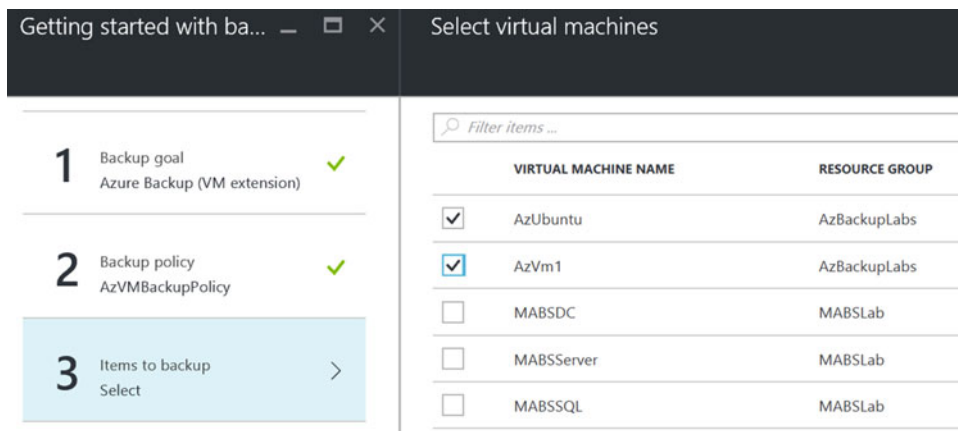 Getting started with ba...
Select virtual machines
1
Backup goal
Azure Backup (VM extension)
2
Backup policy
AzVMBackupPolicy
3
Items to backup
Select
Filter items ...
VIRTUAL MACHINE NAME RESOURCE GROUP
AzUbuntu AzBackupLabs
AzVm1 AzBackupLabs
MABSDC MABSLab
MABSServer MABSLab
MABSSQL MABSLab